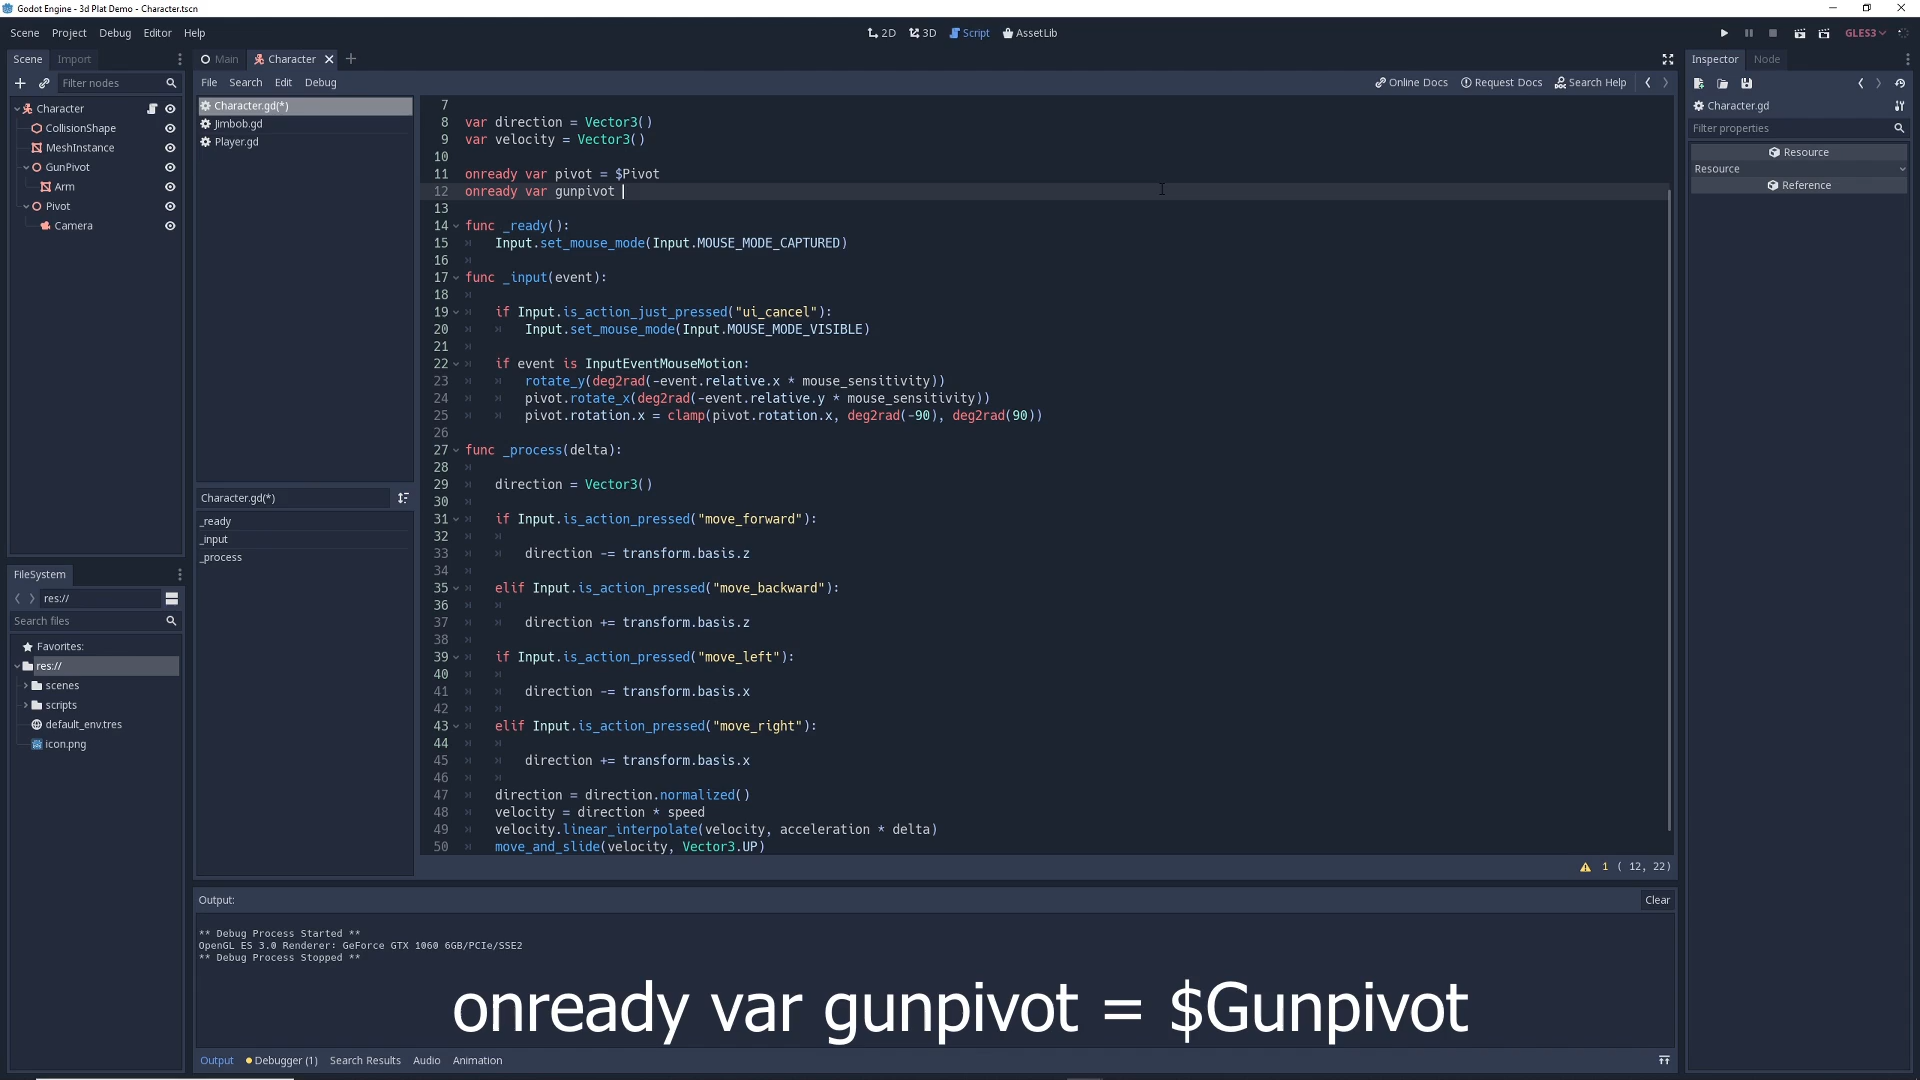 Godot Engine - 3d Plat Demo - Character.tscn
Scene Project Debug Editor Help
2D 3D Script AssetLib
GLES3
Scene Import
Filter nodes
Character
CollisionShape
MeshInstance
GunPivot
Arm
Pivot
Camera
FileSystem
res://
Search files
Favorites:
res://
scenes
scripts
default_env.tres
icon.png
Main Character
File Search Edit Debug
Online Docs Request Docs Search Help
Character.gd(*)
Jimbob.gd
Player.gd
Character.gd(*)
_ready
_input
_process
7
8 var direction = Vector3()
9 var velocity = Vector3()
10
11 onready var pivot = $Pivot
12 onready var gunpivot
13
14 func _ready():
15 Input.set_mouse_mode(Input.MOUSE_MODE_CAPTURED)
16
17 func _input(event):
18
19 if Input.is_action_just_pressed("ui_cancel"):
20 Input.set_mouse_mode(Input.MOUSE_MODE_VISIBLE)
21
22 if event is InputEventMouseMotion:
23 rotate_y(deg2rad(-event.relative.x * mouse_sensitivity))
24 pivot.rotate_x(deg2rad(-event.relative.y * mouse_sensitivity))
25 pivot.rotation.x = clamp(pivot.rotation.x, deg2rad(-90), deg2rad(90))
26
27 func _process(delta):
28
29 direction = Vector3()
30
31 if Input.is_action_pressed("move_forward"):
32
33 direction -= transform.basis.z
34
35 elif Input.is_action_pressed("move_backward"):
36
37 direction += transform.basis.z
38
39 if Input.is_action_pressed("move_left"):
40
41 direction -= transform.basis.x
42
43 elif Input.is_action_pressed("move_right"):
44
45 direction += transform.basis.x
46
47 direction = direction.normalized()
48 velocity = direction * speed
49 velocity.linear_interpolate(velocity, acceleration * delta)
50 move_and_slide(velocity, Vector3.UP)
1 ( 12, 22)
Output: Clear
** Debug Process Started **
OpenGL ES 3.0 Renderer: GeForce GTX 1060 6GB/PCIe/SSE2
** Debug Process Stopped **
onready var gunpivot = $Gunpivot
Output Debugger (1) Search Results Audio Animation
Inspector Node
Character.gd
Filter properties
Resource
Resource
Reference